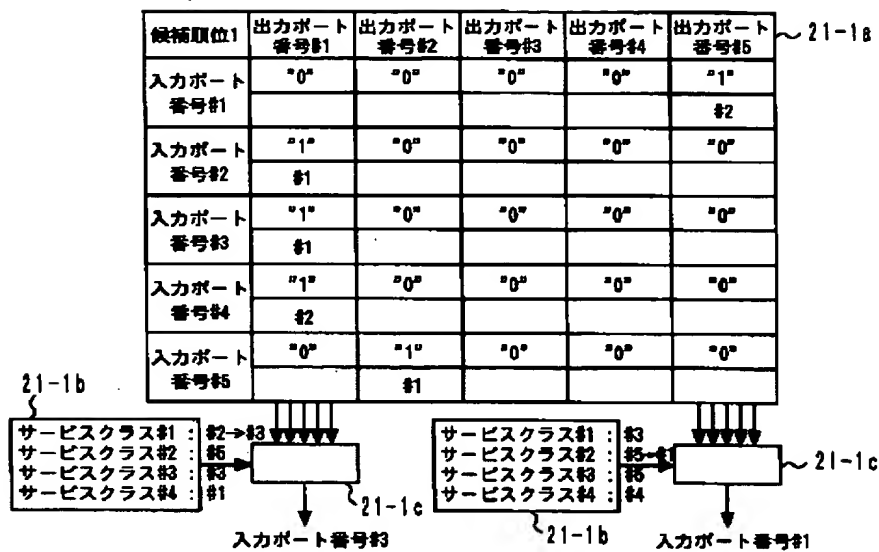 候補順位1 出力ポート番号#1 出力ポート番号#2 出力ポート番号#3 出力ポート番号#4 出力ポート番号#5 21-1a
入力ポート番号#1 "0" "0" "0" "0" "1"
#2
入力ポート番号#2 "1" "0" "0" "0" "0"
#1
入力ポート番号#3 "1" "0" "0" "0" "0"
#1
入力ポート番号#4 "1" "0" "0" "0" "0"
#2
入力ポート番号#5 "0" "1" "0" "0" "0"
#1
21-1b
サービスクラス#1 : #2→#3
サービスクラス#2 : #5
サービスクラス#3 : #3
サービスクラス#4 : #1
21-1c
入力ポート番号#3
サービスクラス#1 : #3
サービスクラス#2 : #5→#1
サービスクラス#3 : #5
サービスクラス#4 : #4
21-1b
21-1c
入力ポート番号#1